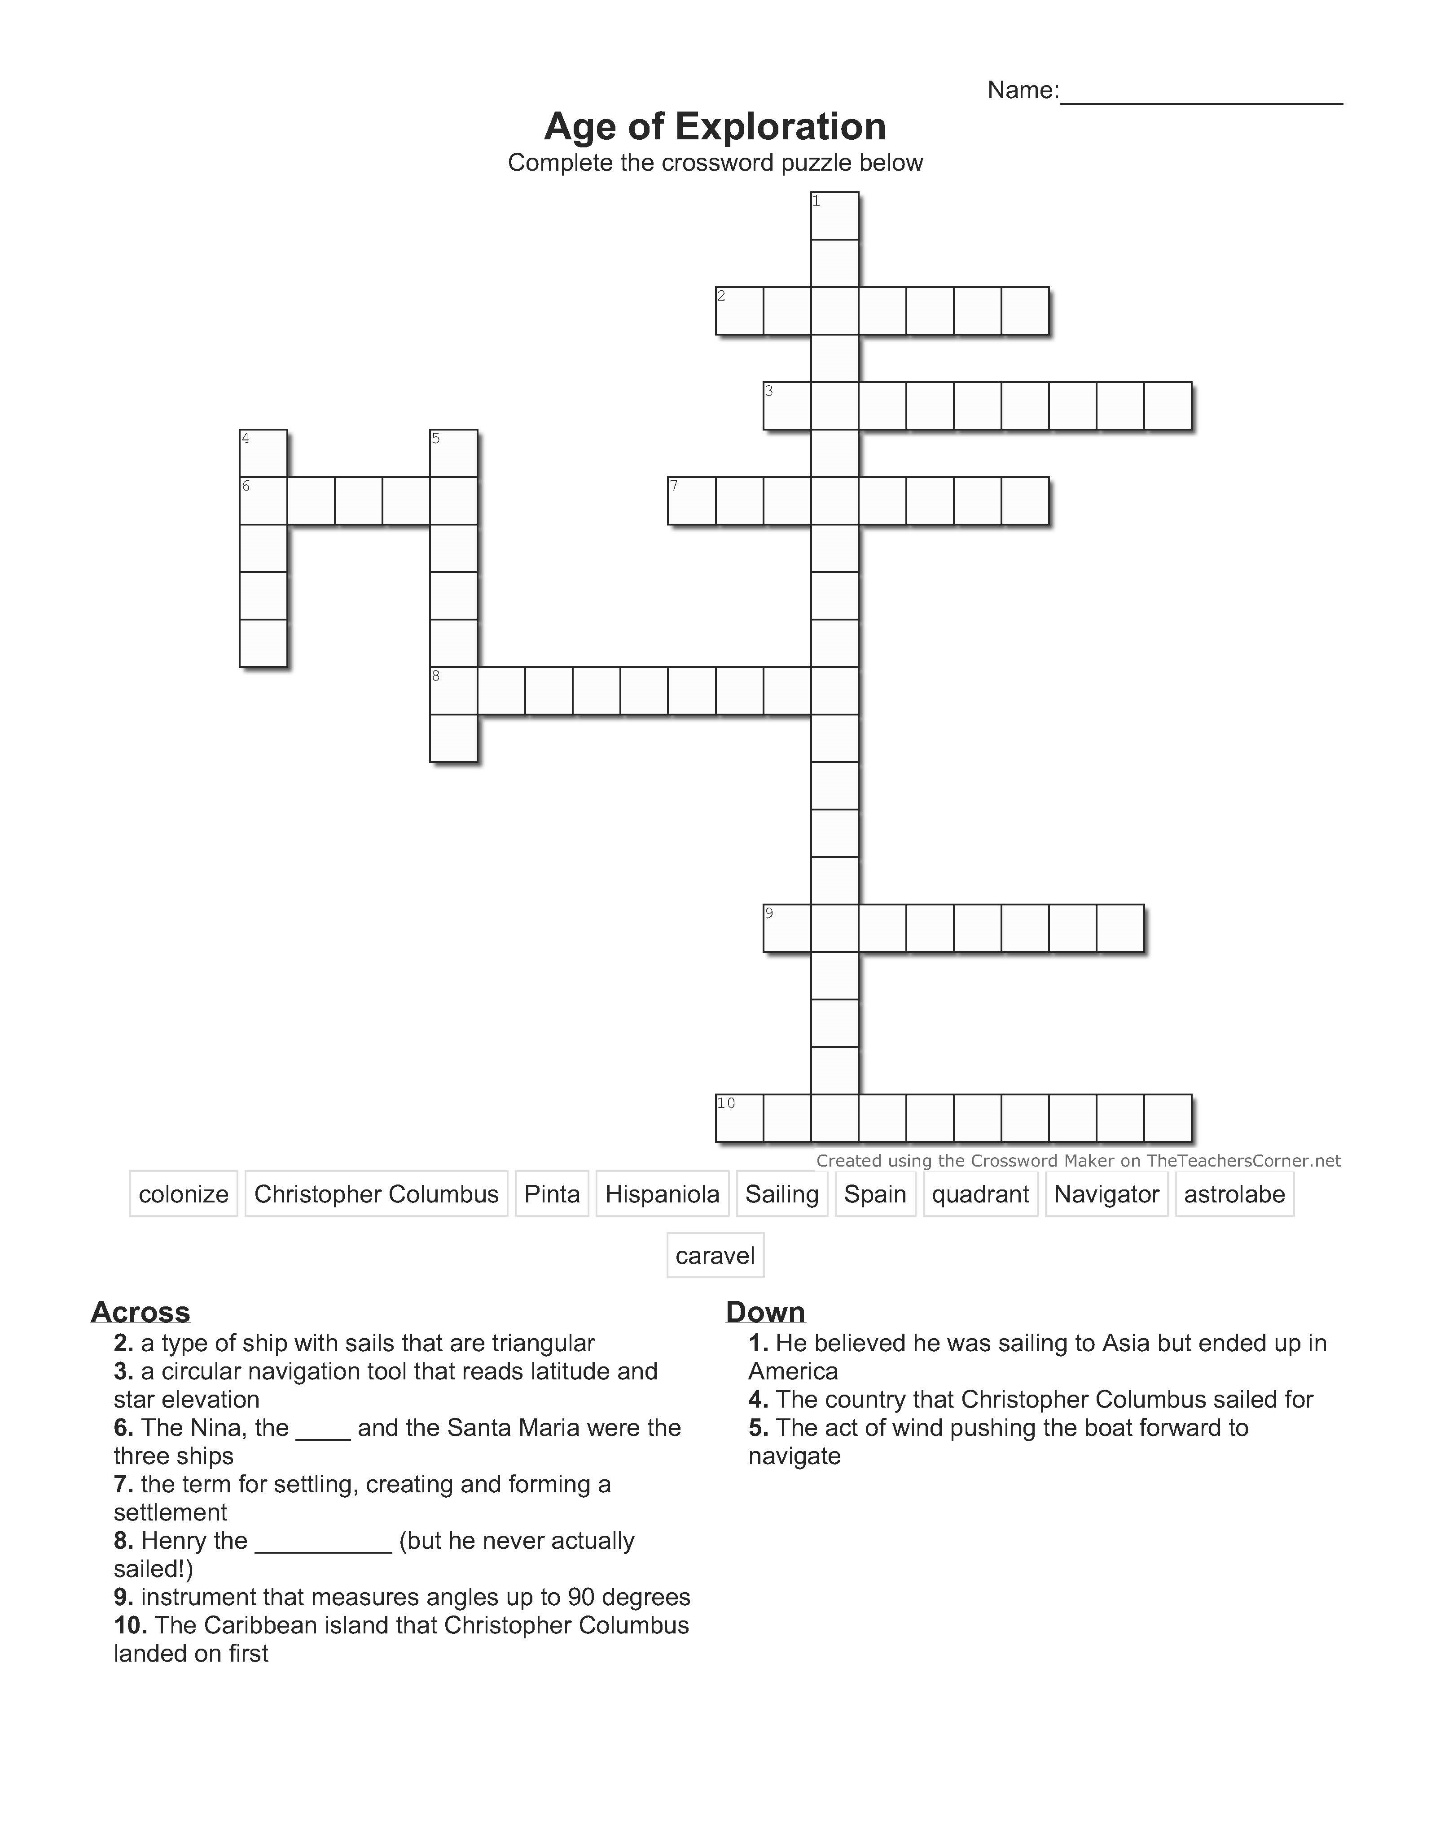 Name:____________________
Age of Exploration
Complete the crossword puzzle below
1
2
3
4 5
6 7
8
9
10
Created using the Crossword Maker on TheTeachersCorner.net
colonize Christopher Columbus Pinta Hispaniola Sailing Spain quadrant Navigator astrolabe
caravel
Across
2. a type of ship with sails that are triangular
3. a circular navigation tool that reads latitude and
star elevation
6. The Nina, the ____ and the Santa Maria were the
three ships
7. the term for settling, creating and forming a
settlement
8. Henry the __________ (but he never actually
sailed!)
9. instrument that measures angles up to 90 degrees
10. The Caribbean island that Christopher Columbus
landed on first
Down
1. He believed he was sailing to Asia but ended up in
America
4. The country that Christopher Columbus sailed for
5. The act of wind pushing the boat forward to
navigate